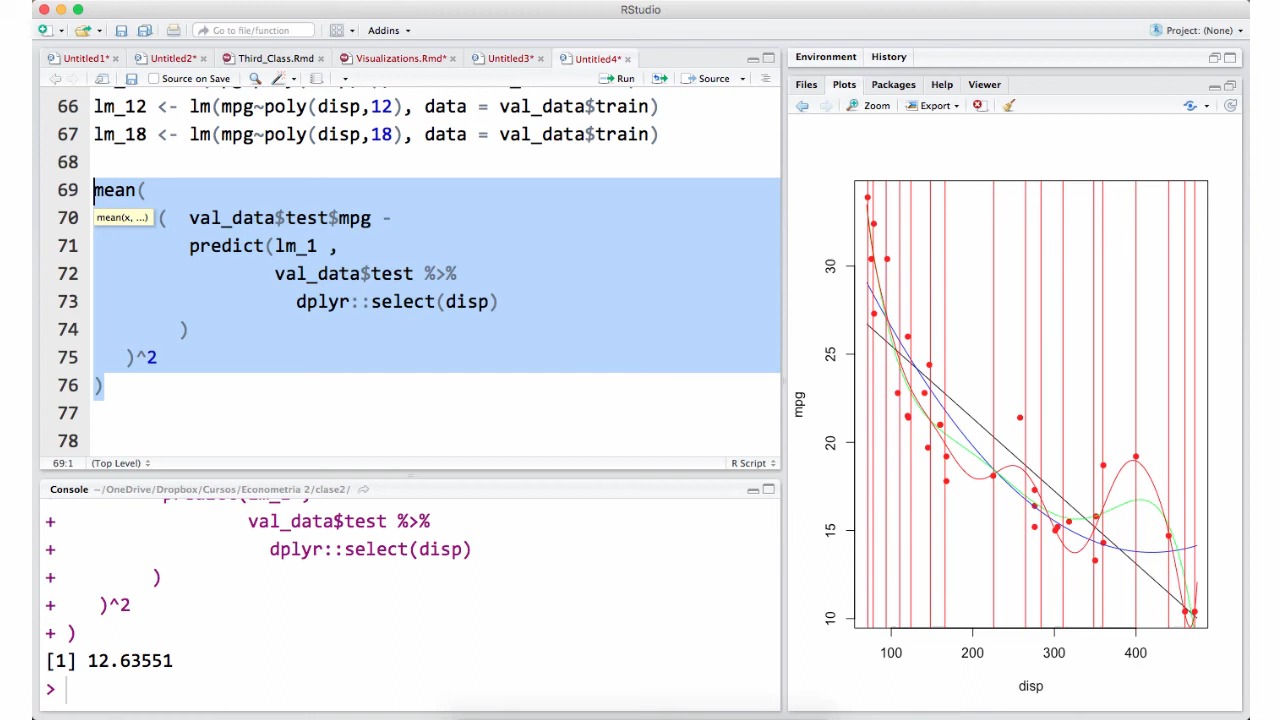 RStudio
Go to file/function
Addins
Project: (None)
Untitled1*
Untitled2*
Third_Class.Rmd
Visualizations.Rmd*
Untitled3*
Untitled4*
Source on Save
Run
Source
66 lm_12 <- lm(mpg~poly(disp,12), data = val_data$train)
67 lm_18 <- lm(mpg~poly(disp,18), data = val_data$train)
68
69 mean(
70 ( val_data$test$mpg -
mean(x, ...)
71 predict(lm_1 ,
72 val_data$test %>%
73 dplyr::select(disp)
74 )
75 )^2
76 )
77
78
69:1 (Top Level) R Script
Console ~/OneDrive/Dropbox/Cursos/Econometria 2/clase2/
+ val_data$test %>%
+ dplyr::select(disp)
+ )
+ )^2
+ )
[1] 12.63551
>
Environment History
Files Plots Packages Help Viewer
Zoom Export
30
25
20
15
10
mpg
100 200 300 400
disp